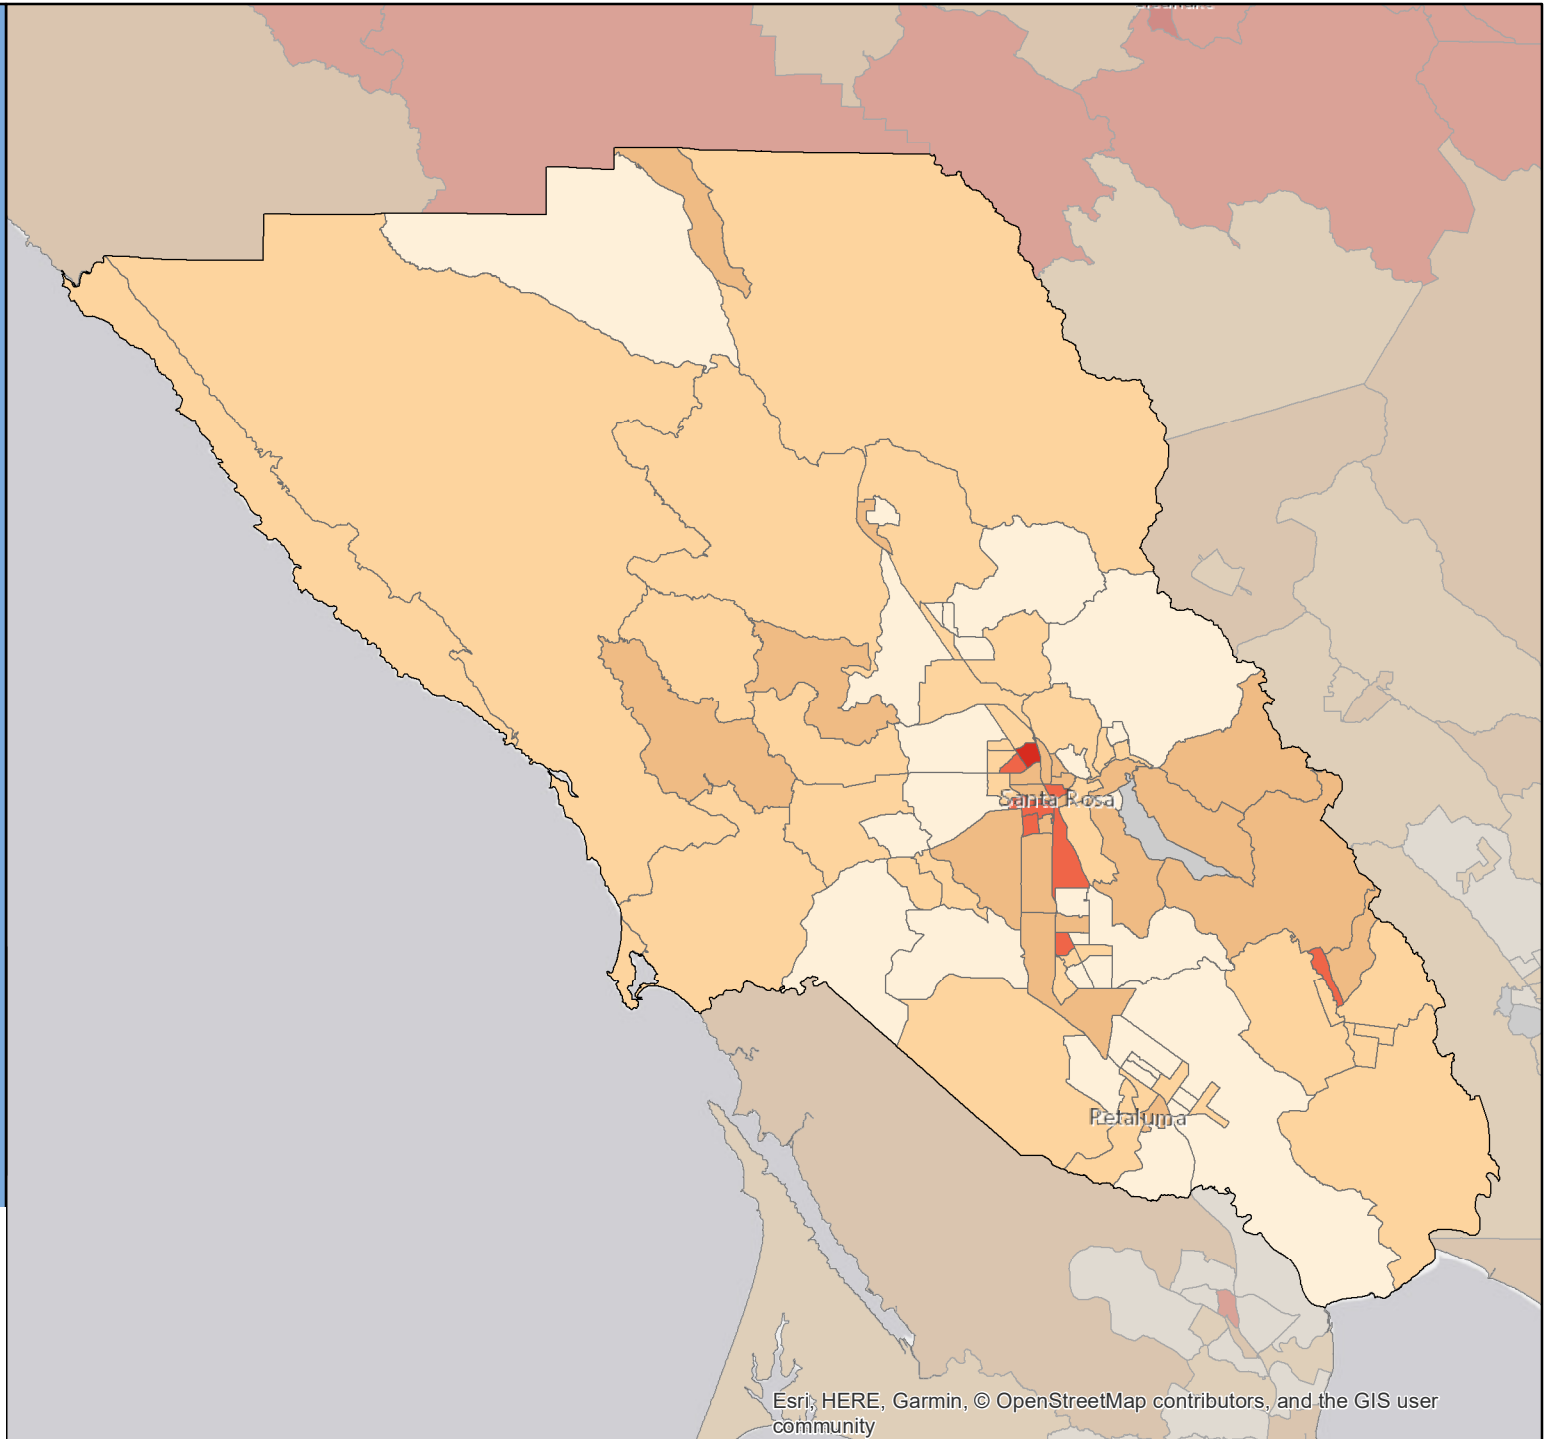 Santa Rosa
Petaluma
Esri, HERE, Garmin, © OpenStreetMap contributors, and the GIS user
community